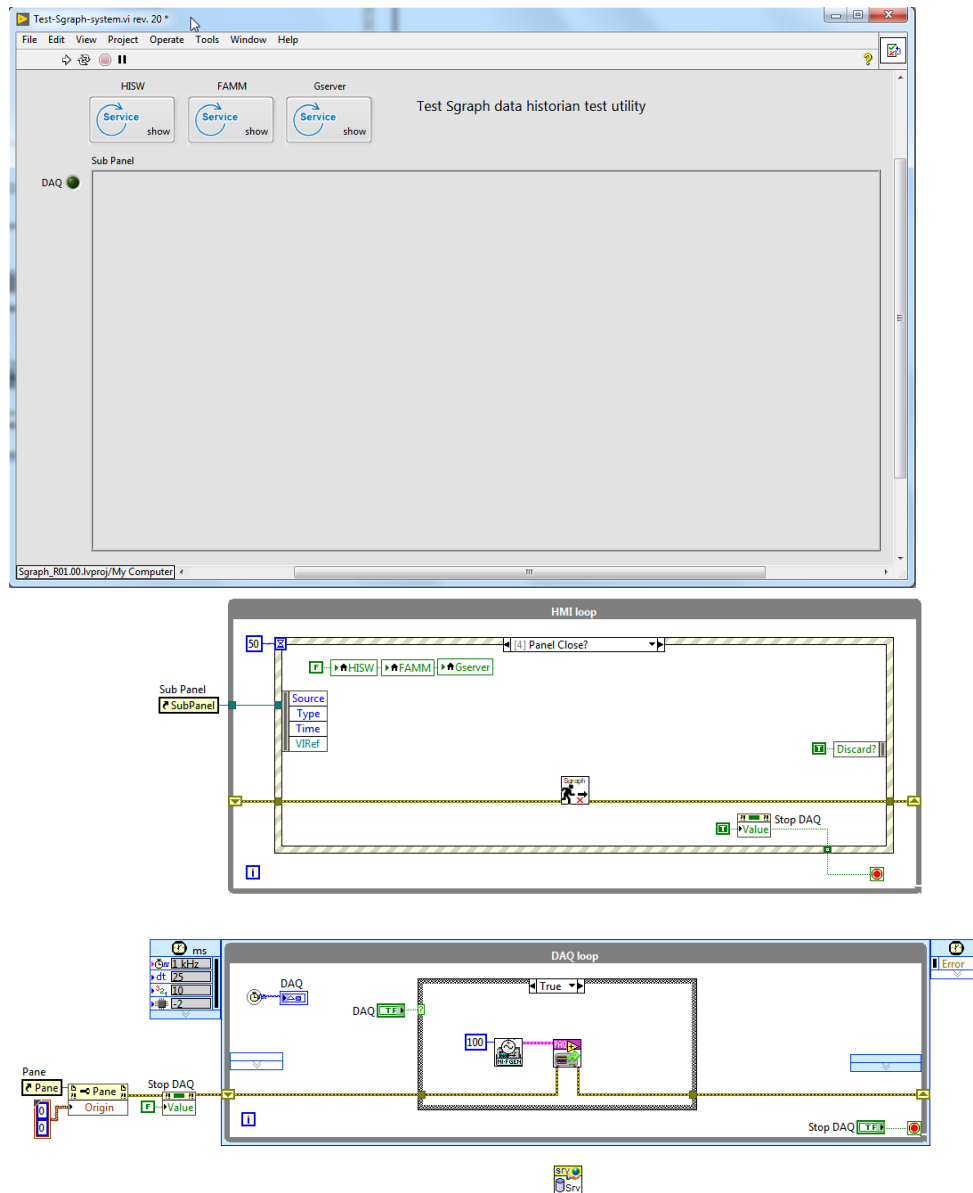 Test-Sgraph-system.vi rev. 20 *
File Edit View Project Operate Tools Window Help
HISW FAMM Gserver
Test Sgraph data historian test utility
Service show Service show Service show
Sub Panel
DAQ
Sgraph_R01.00.lvproj/My Computer
HMI loop
50
[4] Panel Close?
F HISW FAMM Gserver
Sub Panel
SubPanel
Source
Type
Time
VIRef
T Discard?
Sgraph
Stop DAQ
T Value
i
DAQ loop
ms
1 kHz
dt 25
10
-2
Error
DAQ
True
DAQ TF ?
100
HI-FGEN
Pane
Pane Pane Stop DAQ
Origin F Value
0
0
i
Stop DAQ TF
srv
Srv